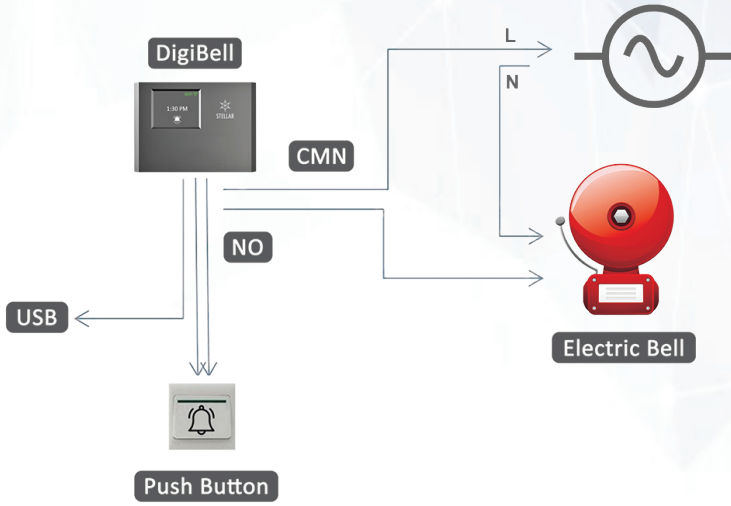 DigiBell
L
N
1:30 PM
STELLAR
CMN
NO
USB
Electric Bell
Push Button